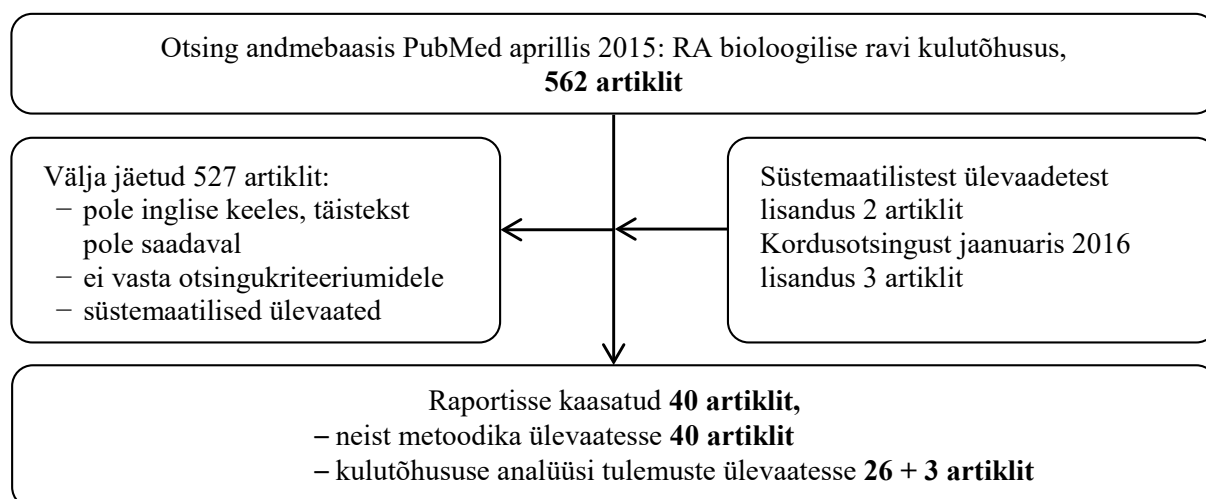 Otsing andmebaasis PubMed aprillis 2015: RA bioloogilise ravi kulutõhusus,
562 artiklit
Välja jäetud 527 artiklit:
− pole inglise keeles, täistekst
pole saadaval
− ei vasta otsingukriteeriumidele
− süstemaatilised ülevaated
Süstemaatilistest ülevaadetest
lisandus 2 artiklit
Kordusotsingust jaanuaris 2016
lisandus 3 artiklit
Raportisse kaasatud 40 artiklit,
– neist metoodika ülevaatesse 40 artiklit
– kulutõhususe analüüsi tulemuste ülevaatesse 26 + 3 artiklit